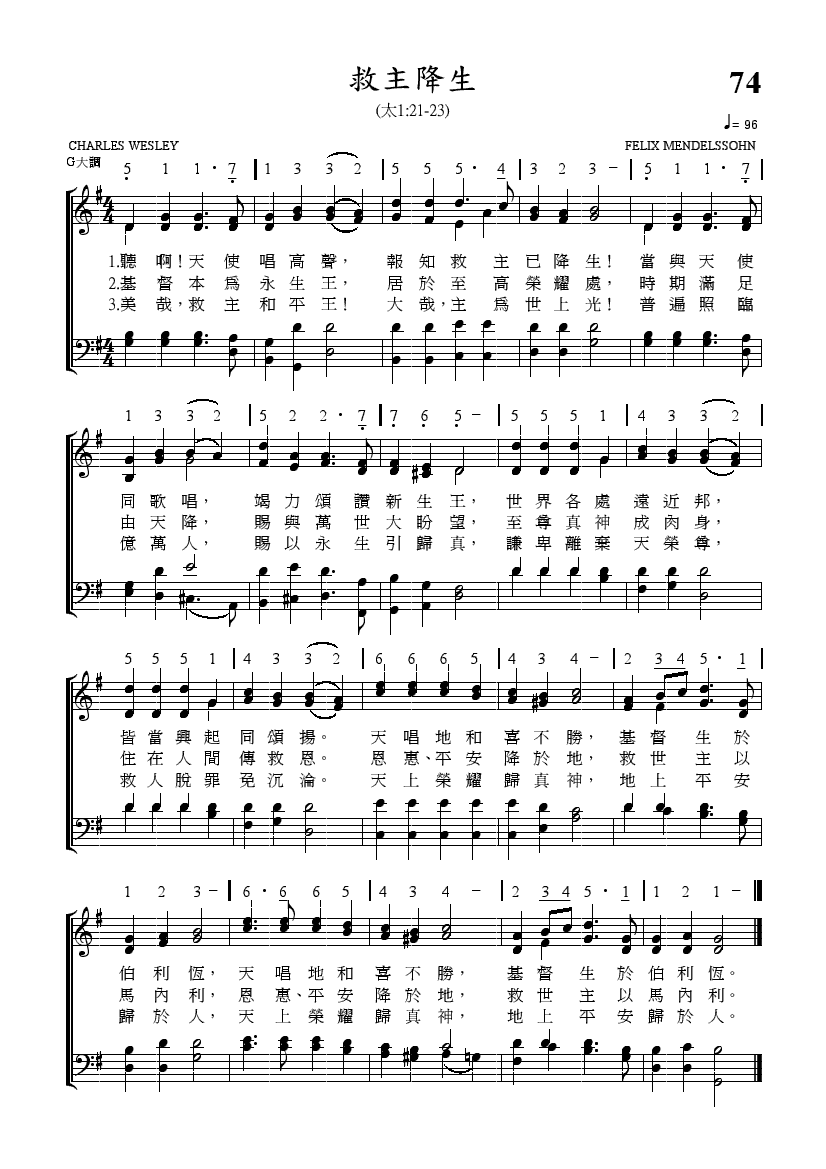 救主降生
74
(太1:21-23)
♩= 96
CHARLES WESLEY
FELIX MENDELSSOHN
G大調
5 1 1 · 7 | 1 3 3 2 | 5 5 5 · 4 | 3 2 3 – | 5 1 1 · 7 |
4 4
1.聽 啊!天 使 唱 高 聲, 報 知 救 主 已 降 生! 當 與 天 使
2.基 督 本 爲 永 生 王, 居 於 至 高 榮 耀 處, 時 期 滿 足
3.美 哉,救 主 和 平 王! 大 哉,主 爲 世 上 光! 普 遍 照 臨
4 4
1 3 3 2 | 5 2 2 · 7 | 7 · 6 · 5 · – | 5 5 5 1 | 4 3 3 2 |
同 歌 唱, 竭 力 頌 讚 新 生 王, 世 界 各 處 遠 近 邦,
由 天 降, 賜 與 萬 世 大 盼 望, 至 尊 真 神 成 肉 身,
億 萬 人, 賜 以 永 生 引 歸 真, 謙 卑 離 棄 天 榮 尊,
5 5 5 1 | 4 3 3 2 | 6 6 6 5 | 4 3 4 – | 2 3 4 5 · 1 |
皆 當 興 起 同 頌 揚。 天 唱 地 和 喜 不 勝, 基 督 生 於
住 在 人 間 傳 救 恩。 恩 惠、平 安 降 於 地, 救 世 主 以
救 人 脫 罪 免 沉 淪。 天 上 榮 耀 歸 真 神, 地 上 平 安
1 2 3 – | 6 · 6 6 5 | 4 3 4 – | 2 3 4 5 · 1 | 1 2 1 –
伯 利 恆, 天 唱 地 和 喜 不 勝, 基 督 生 於 伯 利 恆。
馬 內 利, 恩 惠、平 安 降 於 地, 救 世 主 以 馬 內 利。
歸 於 人, 天 上 榮 耀 歸 真 神, 地 上 平 安 歸 於 人。